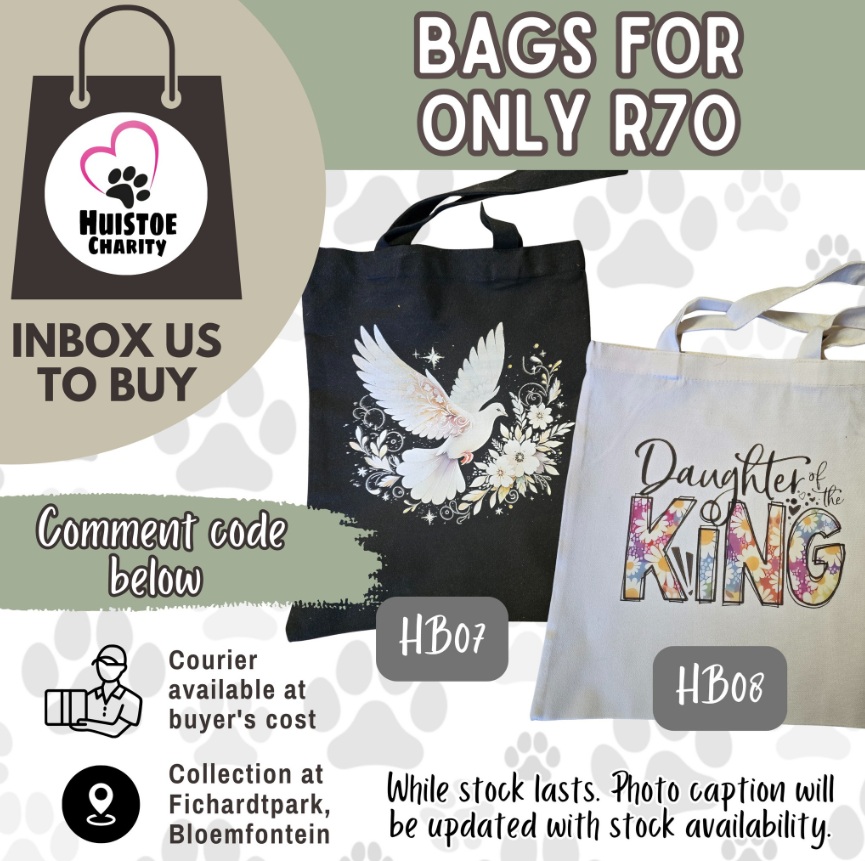 BAGS FOR
ONLY R70
HUISTOE
CHARITY
INBOX US
TO BUY
Daughter of
the
KING
Comment code
below
HB07
HB08
Courier
available at
buyer's cost
Collection at
Fichardtpark,
Bloemfontein
While stock lasts. Photo caption will
be updated with stock availability.